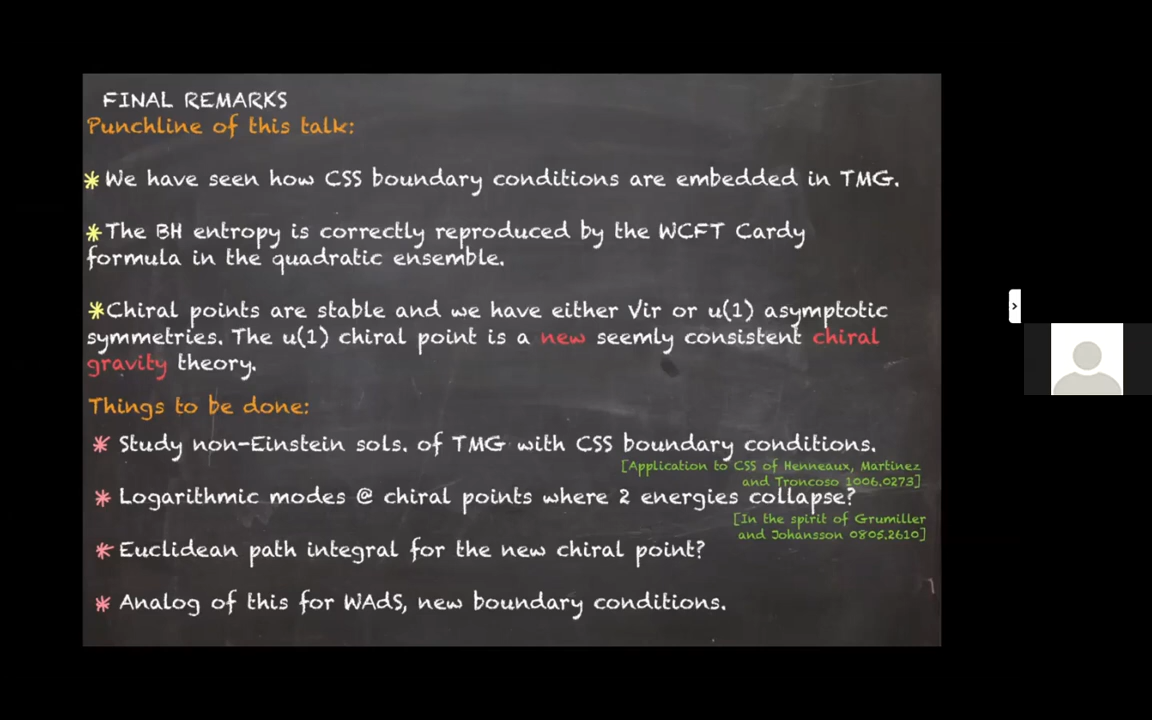 FINAL REMARKS
Punchline of this talk:
*We have seen how CSS boundary conditions are embedded in TMG.
*The BH entropy is correctly reproduced by the WCFT Cardy
formula in the quadratic ensemble.
*Chiral points are stable and we have either Vir or u(1) asymptotic
symmetries. The u(1) chiral point is a new seemly consistent chiral
gravity theory.
Things to be done:
* Study non-Einstein sols. of TMG with CSS boundary conditions.
[Application to CSS of Henneaux, Martinez
and Troncoso 1006.0273]
* Logarithmic modes @ chiral points where 2 energies collapse?
[In the spirit of Grumiller
and Johansson 0805.2610]
* Euclidean path integral for the new chiral point?
* Analog of this for WAdS, new boundary conditions.